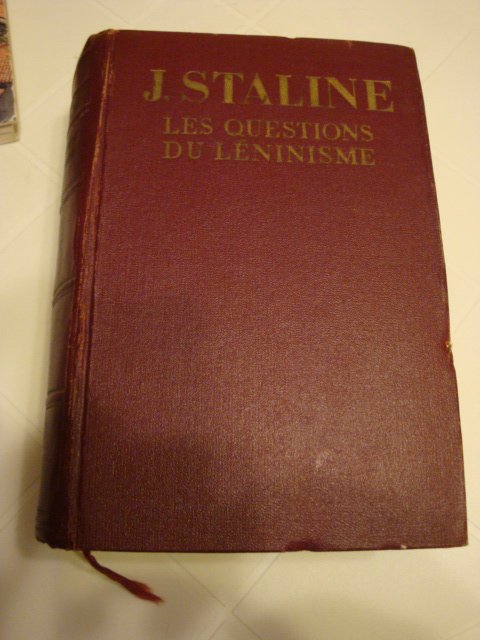 J. STALINE
LES QUESTIONS
DU LÉNINISME